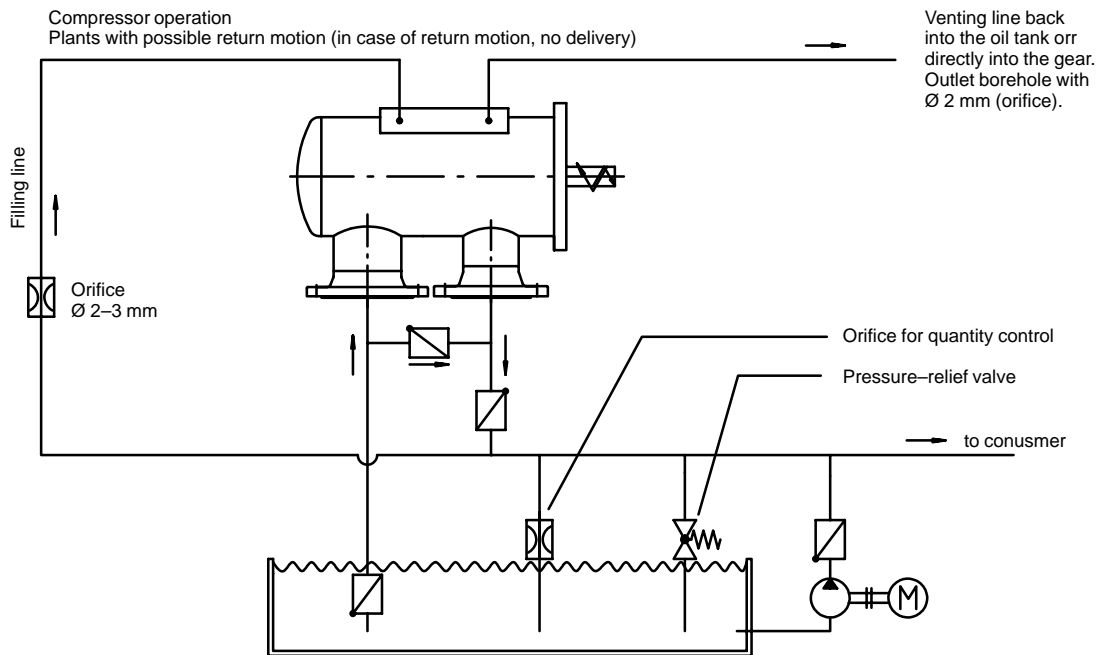 Compressor operation
Plants with possible return motion (in case of return motion, no delivery)
Venting line back
into the oil tank orr
directly into the gear.
Outlet borehole with
Ø 2 mm (orifice).
Filling line
Orifice
Ø 2–3 mm
Orifice for quantity control
Pressure–relief valve
to conusmer
M